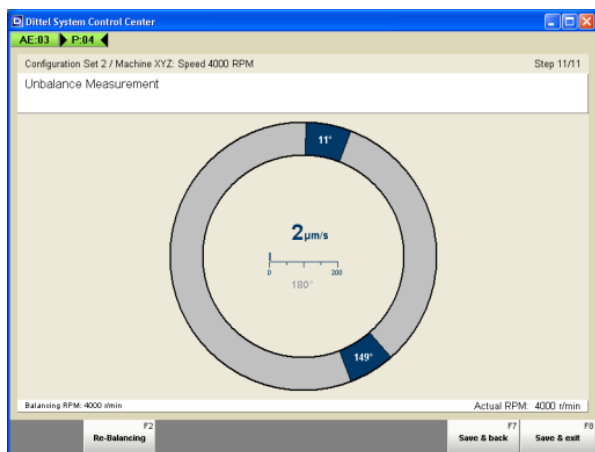 Dittel System Control Center
AE:03 P:04
Configuration Set 2 / Machine XYZ: Speed 4000 RPM Step 11/11
Unbalance Measurement
11°
2 µm/s
0 200
180°
149°
Balancing RPM: 4000 r/min Actual RPM: 4000 r/min
F2 F7 F8
Re-Balancing Save & back Save & exit